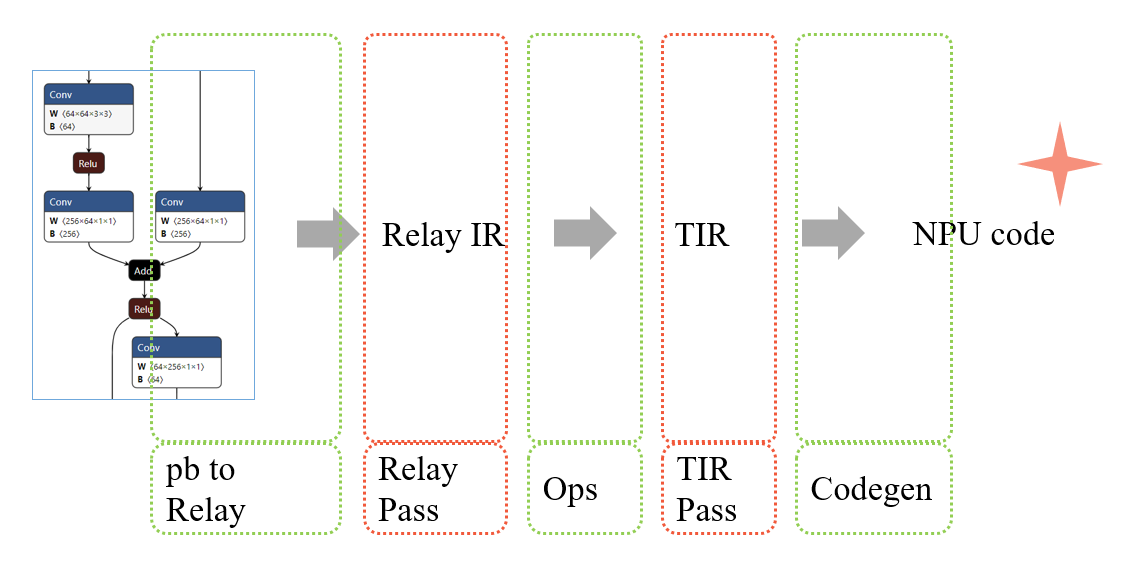 Conv
W ⟨64×64×3×3⟩
B ⟨64⟩
Relu
Conv
W ⟨256×64×1×1⟩
B ⟨256⟩
Conv
W ⟨256×64×1×1⟩
B ⟨256⟩
Add
Relu
Conv
W ⟨64×256×1×1⟩
B ⟨64⟩
Relay IR
TIR
NPU code
pb to
Relay
Relay
Pass
Ops
TIR
Pass
Codegen